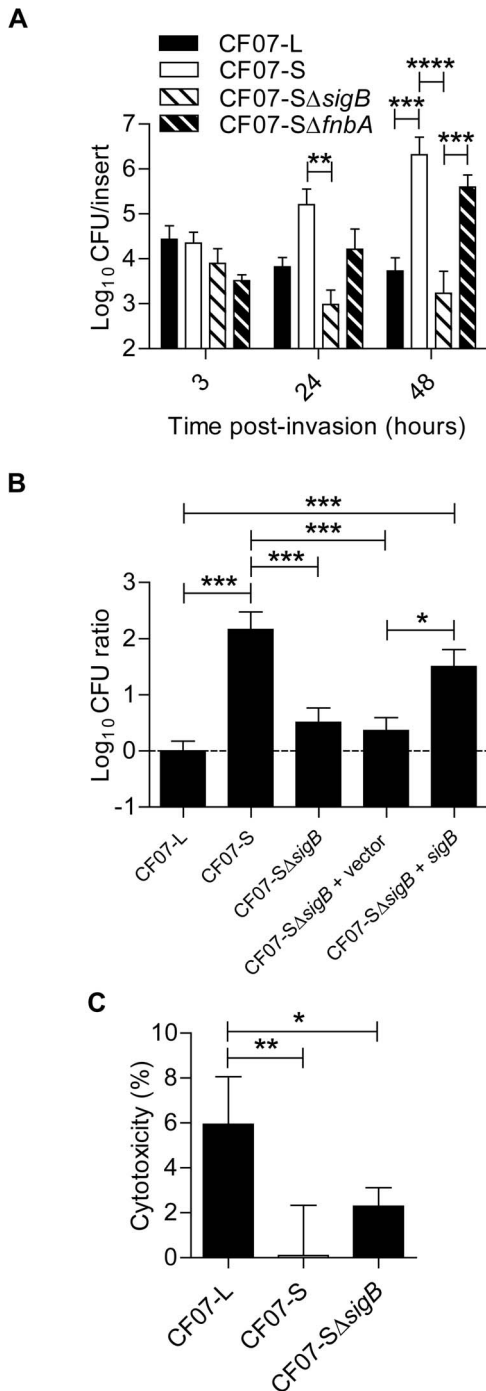 A
CF07-L
CF07-S
CF07-SΔsigB
CF07-SΔfnbA
****
***
***
**
7
6
5
4
3
2
Log10 CFU/insert
3
24
48
Time post-invasion (hours)
B
***
***
***
***
*
3
2
1
0
-1
Log10 CFU ratio
CF07-L
CF07-S
CF07-SΔsigB
CF07-SΔsigB + vector
CF07-SΔsigB + sigB
C
*
**
10
8
6
4
2
0
Cytotoxicity (%)
CF07-L
CF07-S
CF07-SΔsigB